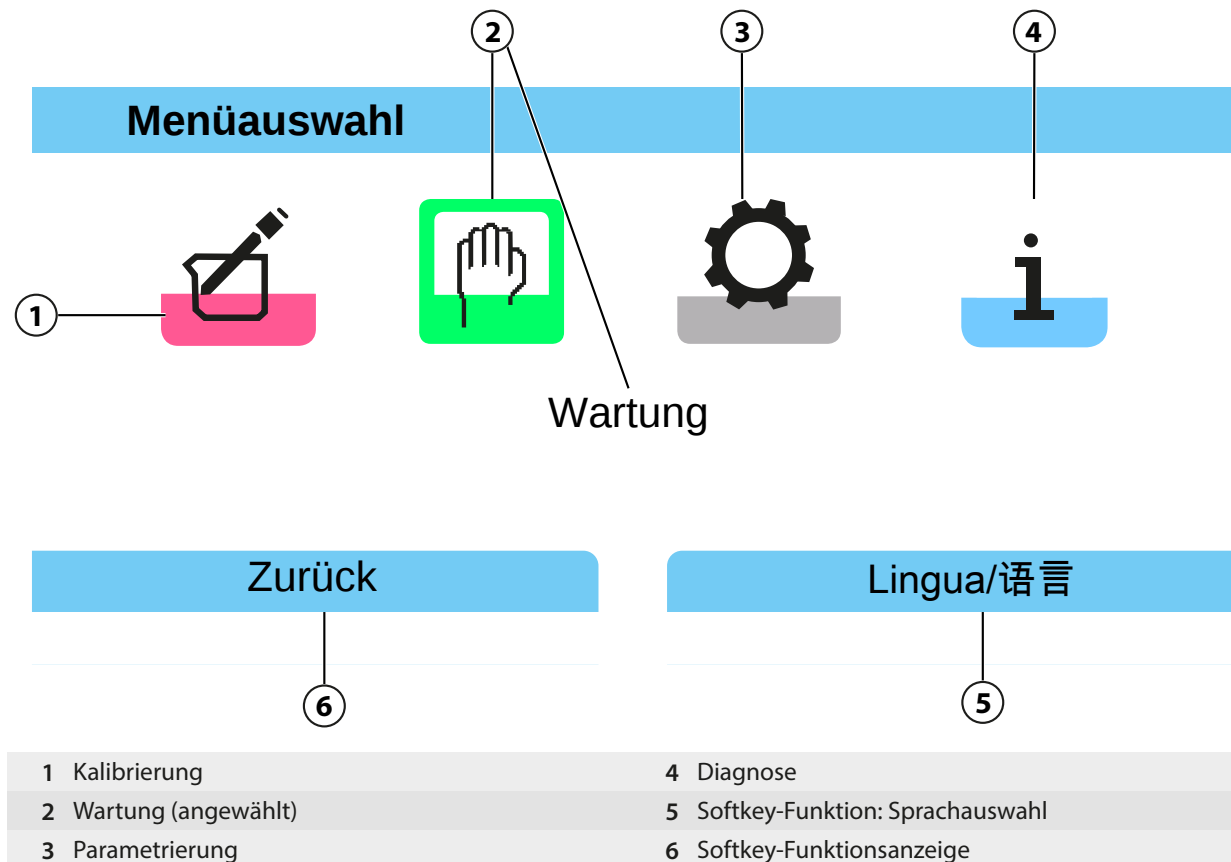 2 3 4
Menüauswahl
1
Wartung
Zurück Lingua/语言
6 5
1 Kalibrierung 4 Diagnose
2 Wartung (angewählt) 5 Softkey-Funktion: Sprachauswahl
3 Parametrierung 6 Softkey-Funktionsanzeige